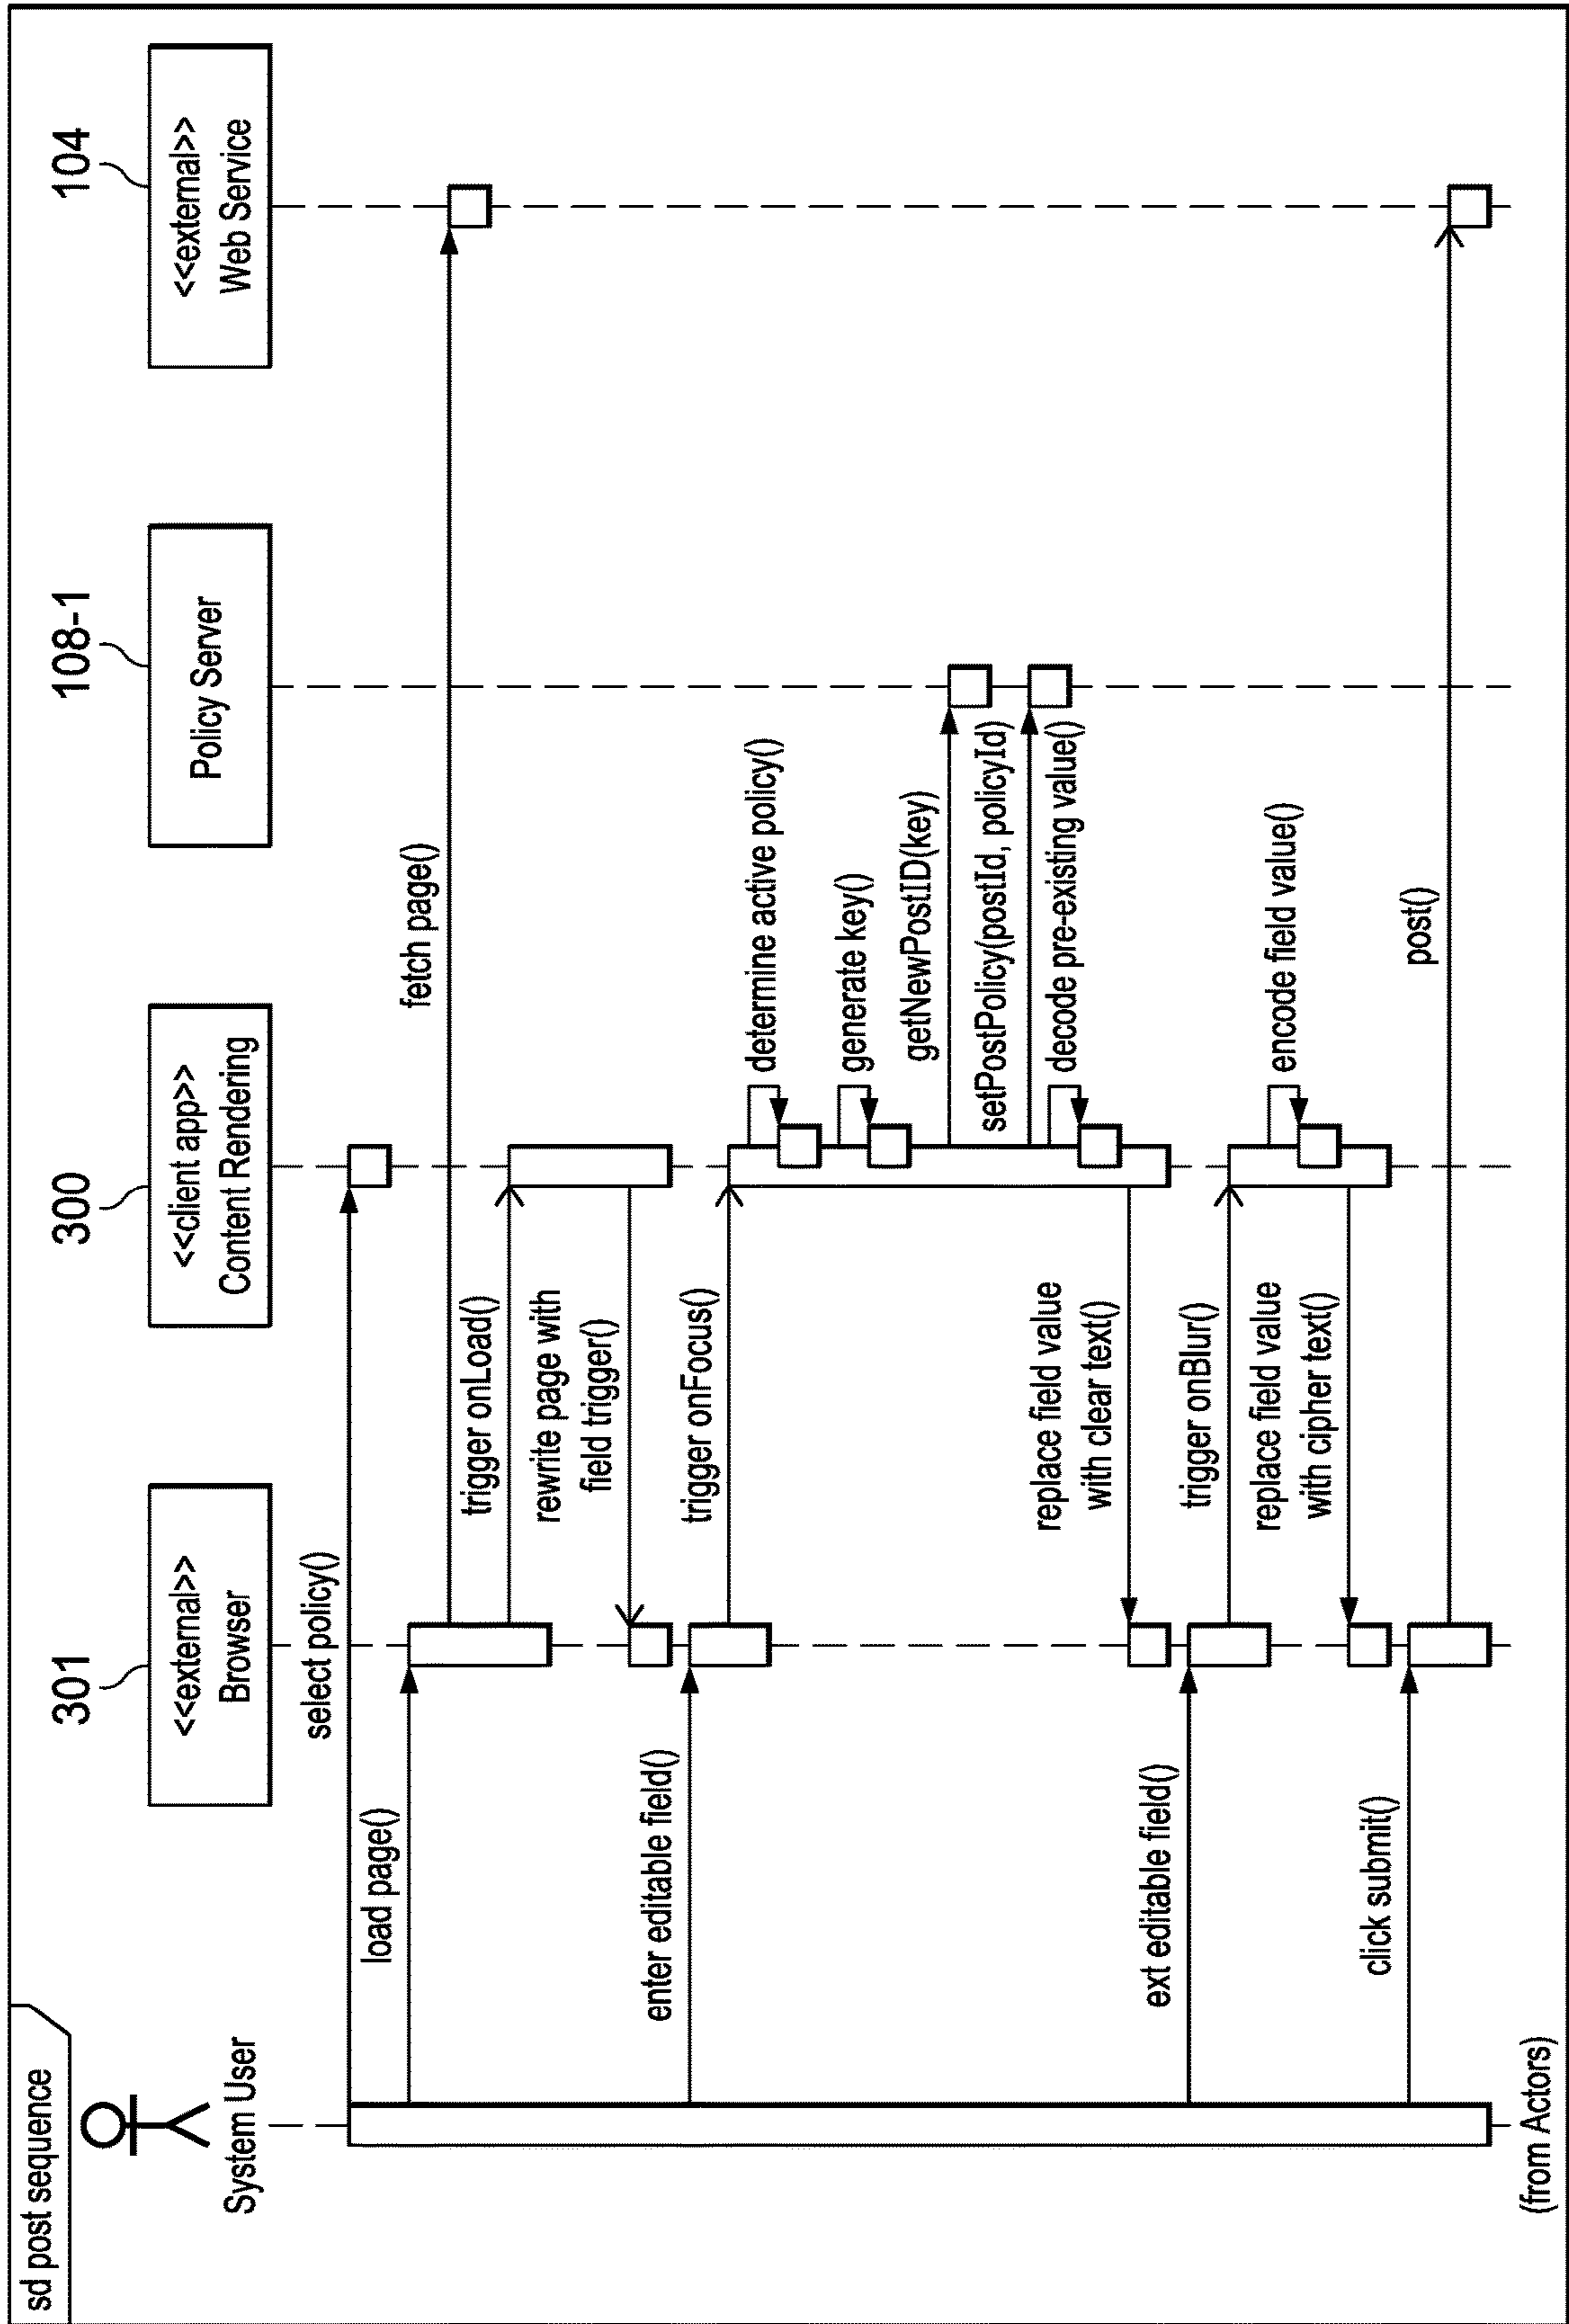 sd post sequence
System User
301
<<external>>
Browser
300
<<client app>>
Content Rendering
108-1
Policy Server
104
<<external>>
Web Service
select policy()
load page()
fetch page()
trigger onLoad()
rewrite page with
field trigger()
enter editable field()
trigger onFocus()
determine active policy()
generate key()
getNewPostID(key)
setPostPolicy(postId, policyId)
decode pre-existing value()
replace field value
with clear text()
ext editable field()
trigger onBlur()
encode field value()
replace field value
with cipher text()
click submit()
post()
(from Actors)